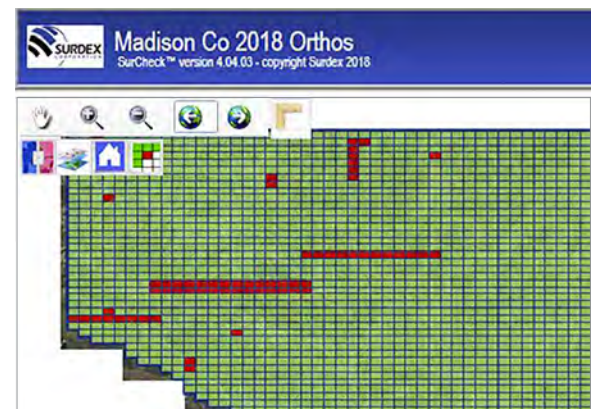 SURDEX
CORPORATION
Madison Co 2018 Orthos
SurCheck™ version 4.04.03 - copyright Surdex 2018